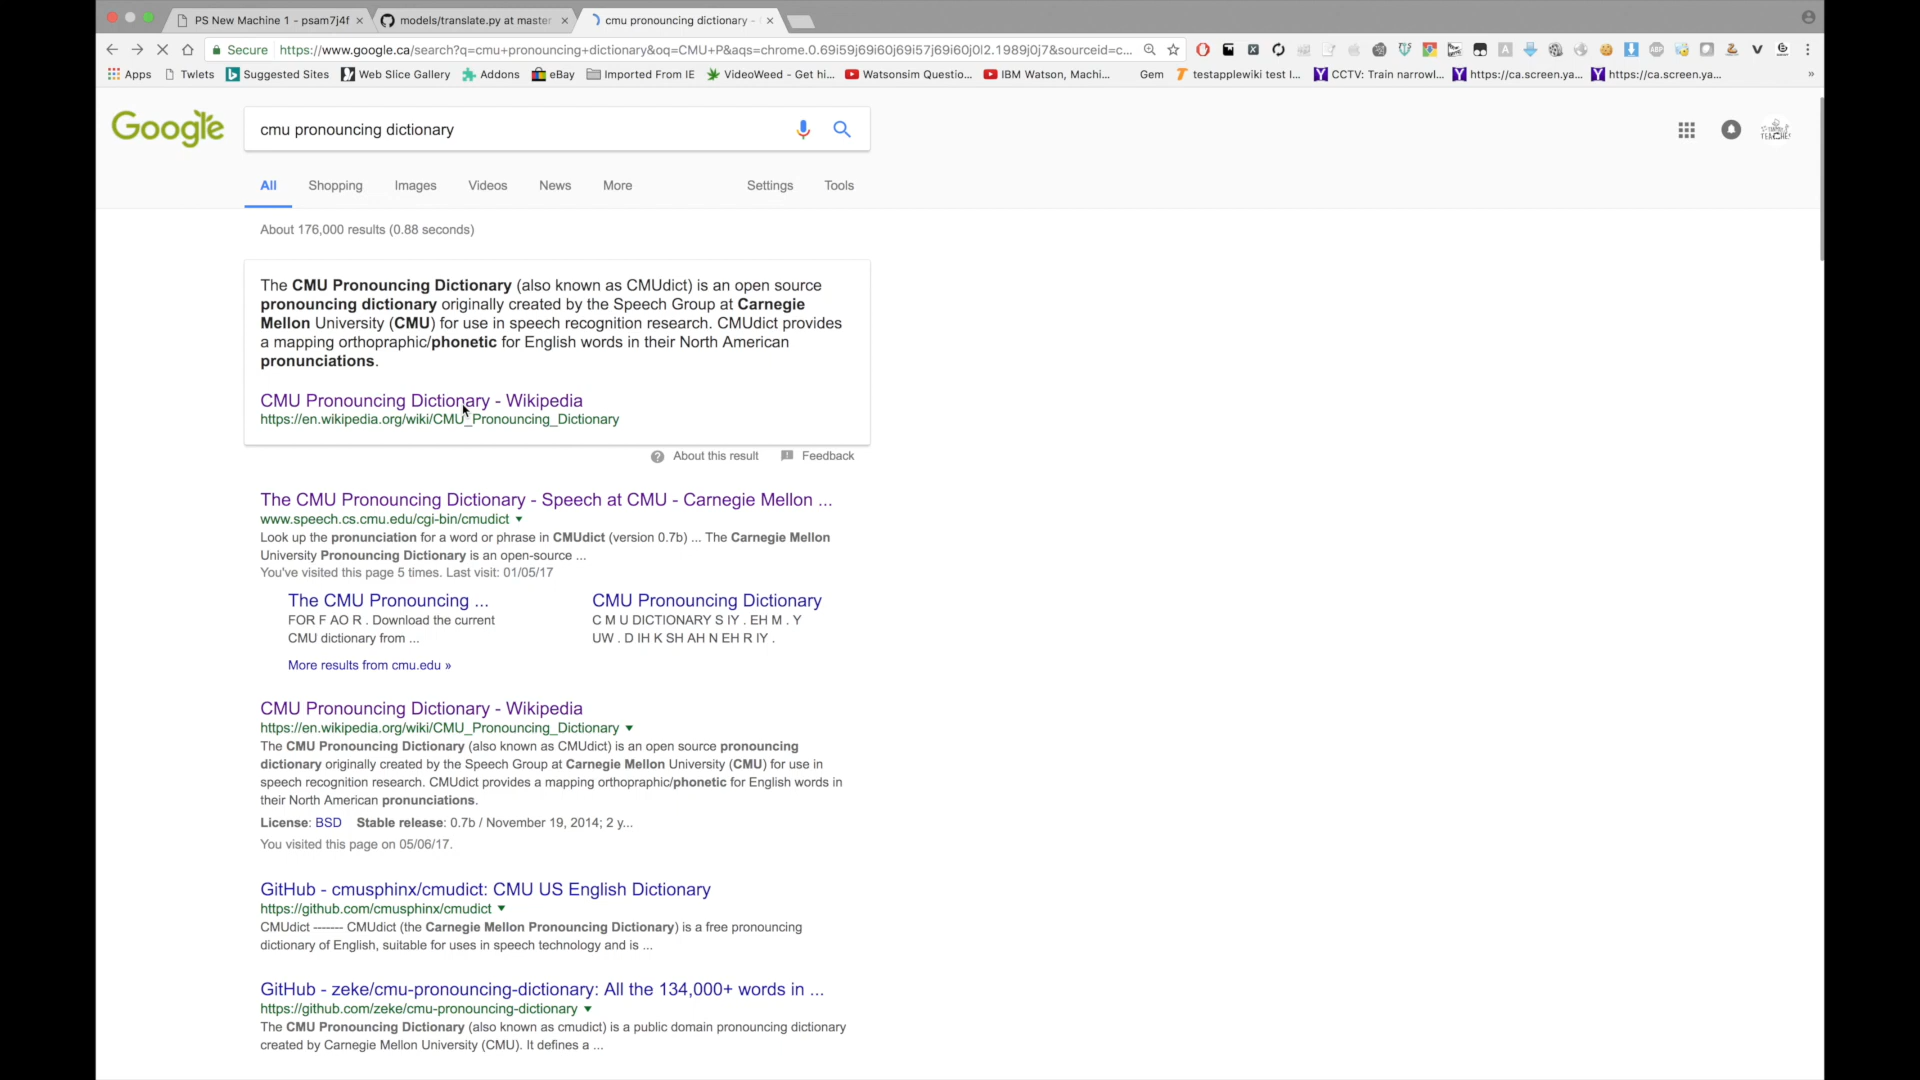 PS New Machine 1 - psam7j4f
models/translate.py at master
cmu pronouncing dictionary -
Secure https://www.google.ca/search?q=cmu+pronouncing+dictionary&oq=CMU+P&aqs=chrome.0.69i59j69i60j69i57j69i60j0l2.1989j0j7&sourceid=c...
Apps Twlets Suggested Sites Web Slice Gallery Addons eBay Imported From IE VideoWeed - Get hi... Watsonsim Questio... IBM Watson, Machi... Gem testapplewiki test I... CCTV: Train narrowl... https://ca.screen.ya... https://ca.screen.ya... »
Google
cmu pronouncing dictionary
All Shopping Images Videos News More Settings Tools
About 176,000 results (0.88 seconds)
The CMU Pronouncing Dictionary (also known as CMUdict) is an open source
pronouncing dictionary originally created by the Speech Group at Carnegie
Mellon University (CMU) for use in speech recognition research. CMUdict provides
a mapping orthopraphic/phonetic for English words in their North American
pronunciations.
CMU Pronouncing Dictionary - Wikipedia
https://en.wikipedia.org/wiki/CMU_Pronouncing_Dictionary
About this result Feedback
The CMU Pronouncing Dictionary - Speech at CMU - Carnegie Mellon ...
www.speech.cs.cmu.edu/cgi-bin/cmudict
Look up the pronunciation for a word or phrase in CMUdict (version 0.7b) ... The Carnegie Mellon
University Pronouncing Dictionary is an open-source ...
You've visited this page 5 times. Last visit: 01/05/17
The CMU Pronouncing ...
FOR F AO R . Download the current
CMU dictionary from ...
CMU Pronouncing Dictionary
C M U DICTIONARY S IY . EH M . Y
UW . D IH K SH AH N EH R IY .
More results from cmu.edu »
CMU Pronouncing Dictionary - Wikipedia
https://en.wikipedia.org/wiki/CMU_Pronouncing_Dictionary
The CMU Pronouncing Dictionary (also known as CMUdict) is an open source pronouncing
dictionary originally created by the Speech Group at Carnegie Mellon University (CMU) for use in
speech recognition research. CMUdict provides a mapping orthopraphic/phonetic for English words in
their North American pronunciations.
License: BSD Stable release: 0.7b / November 19, 2014; 2 y...
You visited this page on 05/06/17.
GitHub - cmusphinx/cmudict: CMU US English Dictionary
https://github.com/cmusphinx/cmudict
CMUdict ------- CMUdict (the Carnegie Mellon Pronouncing Dictionary) is a free pronouncing
dictionary of English, suitable for uses in speech technology and is ...
GitHub - zeke/cmu-pronouncing-dictionary: All the 134,000+ words in ...
https://github.com/zeke/cmu-pronouncing-dictionary
The CMU Pronouncing Dictionary (also known as cmudict) is a public domain pronouncing dictionary
created by Carnegie Mellon University (CMU). It defines a ...